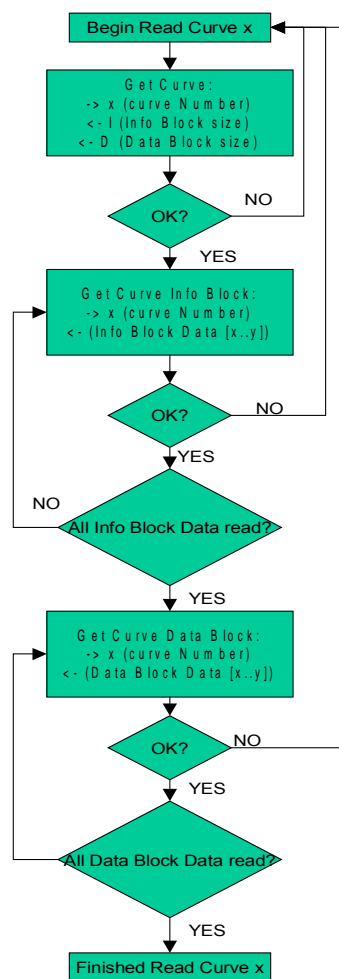 Begin Read Curve x
Get Curve:
-> x (curve Number)
<- I (Info Block size)
<- D (Data Block size)
OK?
NO
YES
Get Curve Info Block:
-> x (curve Number)
<- (Info Block Data [x..y])
OK?
NO
YES
NO
All Info Block Data read?
YES
Get Curve Data Block:
-> x (curve Number)
<- (Data Block Data [x..y])
OK?
NO
YES
All Data Block Data read?
YES
Finished Read Curve x